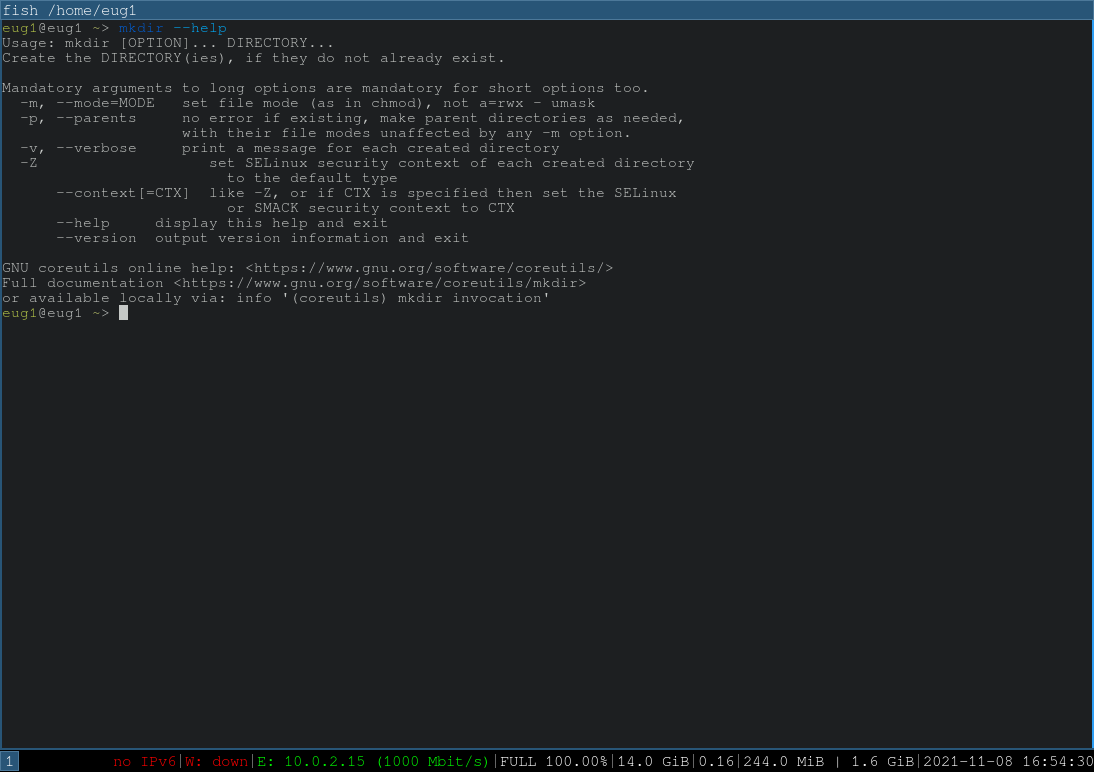 fish /home/eug1
eug1@eug1 ~> mkdir --help
Usage: mkdir [OPTION]... DIRECTORY...
Create the DIRECTORY(ies), if they do not already exist.

Mandatory arguments to long options are mandatory for short options too.
  -m, --mode=MODE   set file mode (as in chmod), not a=rwx - umask
  -p, --parents     no error if existing, make parent directories as needed,
                    with their file modes unaffected by any -m option.
  -v, --verbose     print a message for each created directory
  -Z                   set SELinux security context of each created directory
                         to the default type
      --context[=CTX]  like -Z, or if CTX is specified then set the SELinux
                         or SMACK security context to CTX
      --help     display this help and exit
      --version  output version information and exit

GNU coreutils online help: <https://www.gnu.org/software/coreutils/>
Full documentation <https://www.gnu.org/software/coreutils/mkdir>
or available locally via: info '(coreutils) mkdir invocation'
eug1@eug1 ~>
1 no IPv6|W: down|E: 10.0.2.15 (1000 Mbit/s)|FULL 100.00%|14.0 GiB|0.16|244.0 MiB | 1.6 GiB|2021-11-08 16:54:30